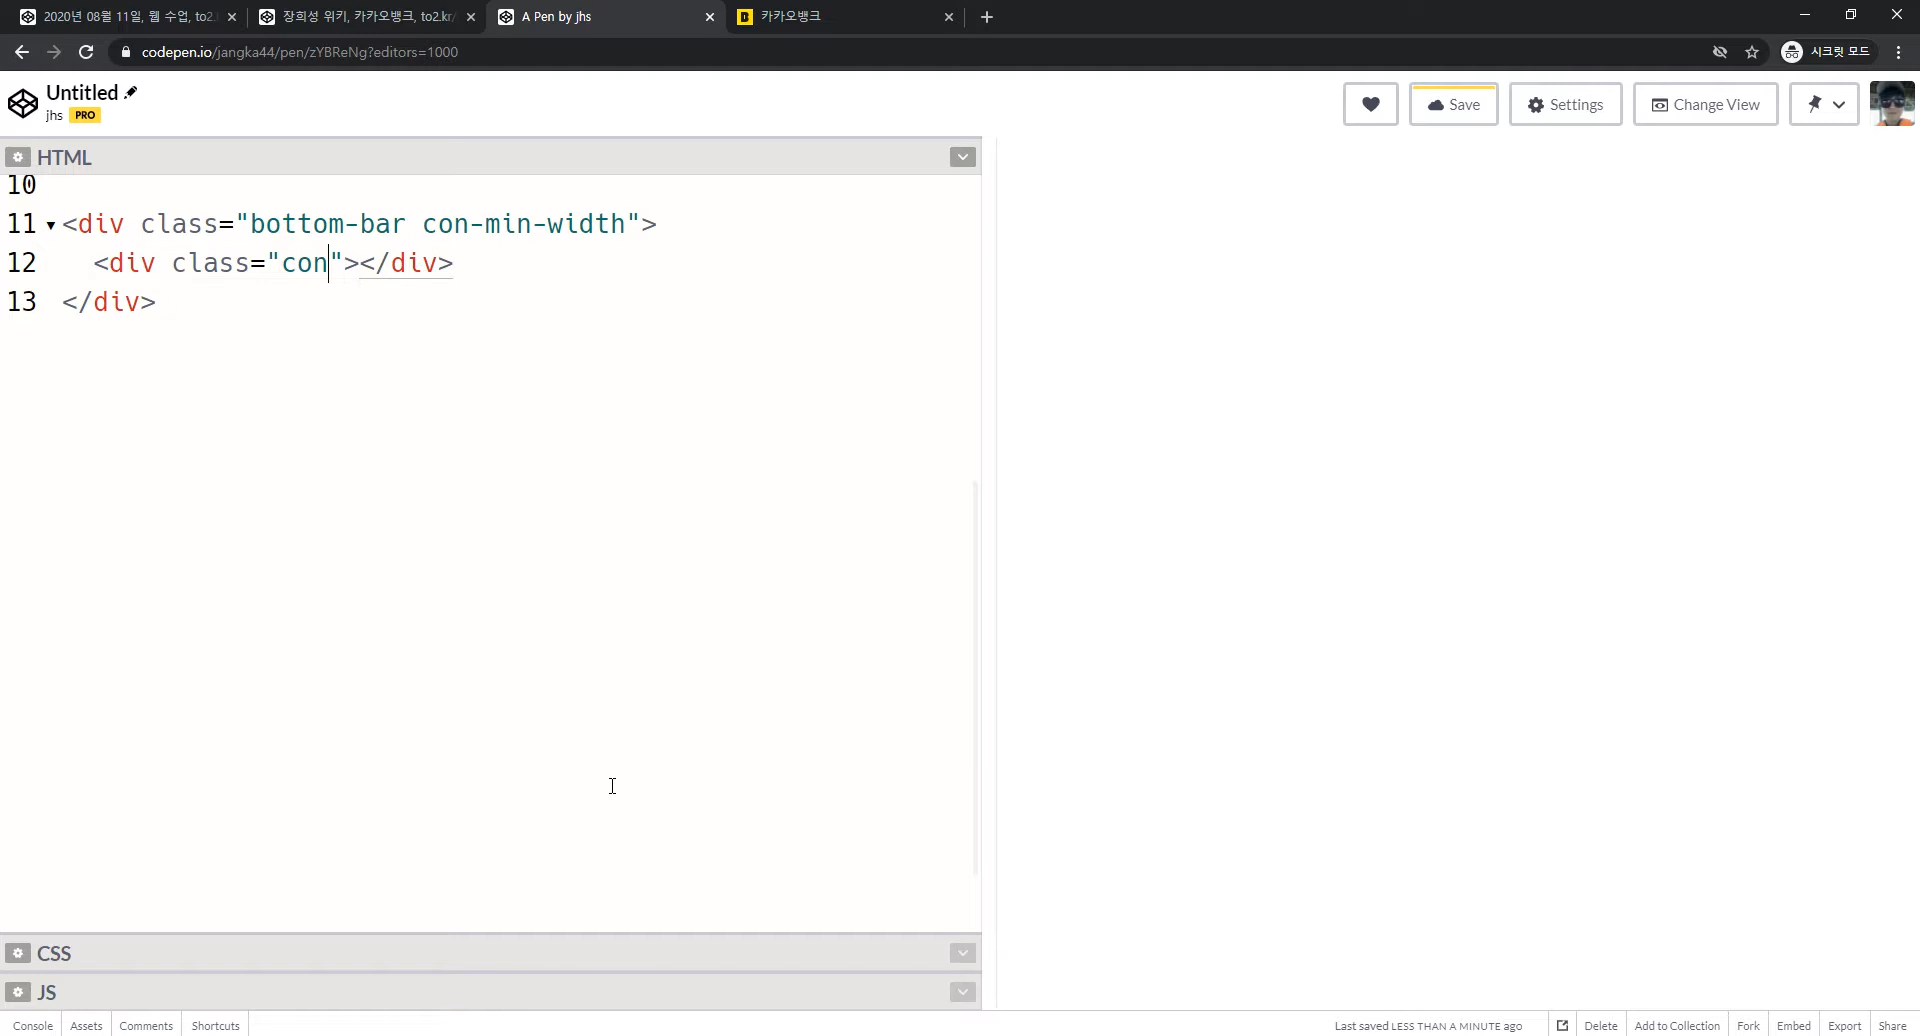 2020년 08월 11일, 웹 수업, to2.
장희성 위키, 카카오뱅크, to2.kr/
A Pen by jhs
카카오뱅크
codepen.io/jangka44/pen/zYBReNg?editors=1000
시크릿 모드
Untitled
jhs PRO
Save
Settings
Change View
HTML
10
11 <div class="bottom-bar con-min-width">
12 <div class="con"></div>
13 </div>
CSS
JS
Console Assets Comments Shortcuts
Last saved LESS THAN A MINUTE ago
Delete Add to Collection Fork Embed Export Share